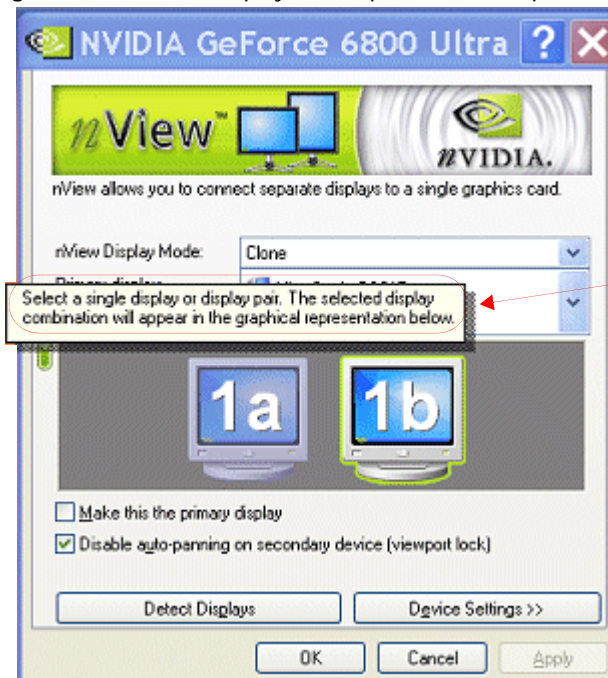 NVIDIA GeForce 6800 Ultra
nView™
nVIDIA.
nView allows you to connect separate displays to a single graphics card.
nView Display Mode: Clone
Select a single display or display pair. The selected display
combination will appear in the graphical representation below.
1a 1b
Make this the primary display
Disable auto-panning on secondary device (viewport lock)
Detect Displays Device Settings >>
OK Cancel Apply